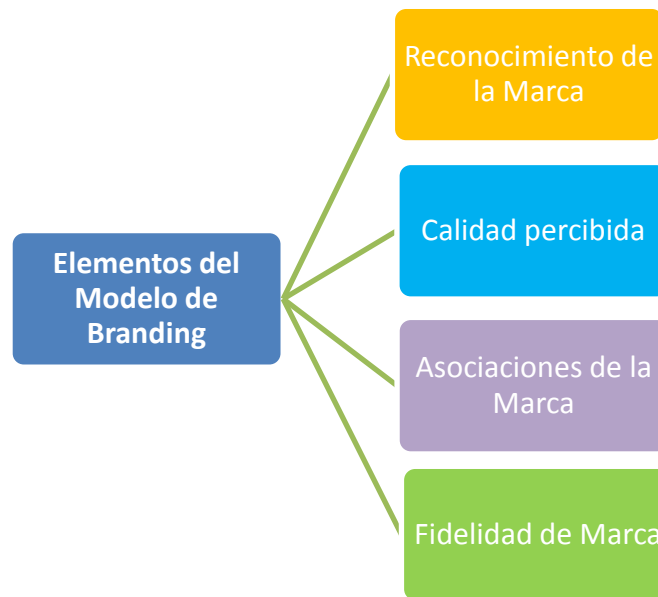 Elementos del
Modelo de
Branding
Reconocimiento de
la Marca
Calidad percibida
Asociaciones de la
Marca
Fidelidad de Marca